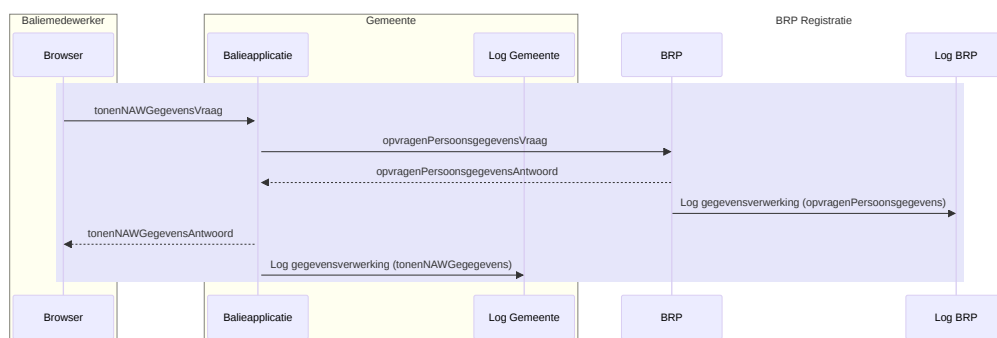 Baliemedewerker
Gemeente
BRP Registratie
Browser
Balieapplicatie
Log Gemeente
BRP
Log BRP
tonenNAWGegevensVraag
opvragenPersoonsgegevensVraag
opvragenPersoonsgegevensAntwoord
Log gegevensverwerking (opvragenPersoonsgegevens)
tonenNAWGegevensAntwoord
Log gegevensverwerking (tonenNAWGegegevens)
Browser
Balieapplicatie
Log Gemeente
BRP
Log BRP